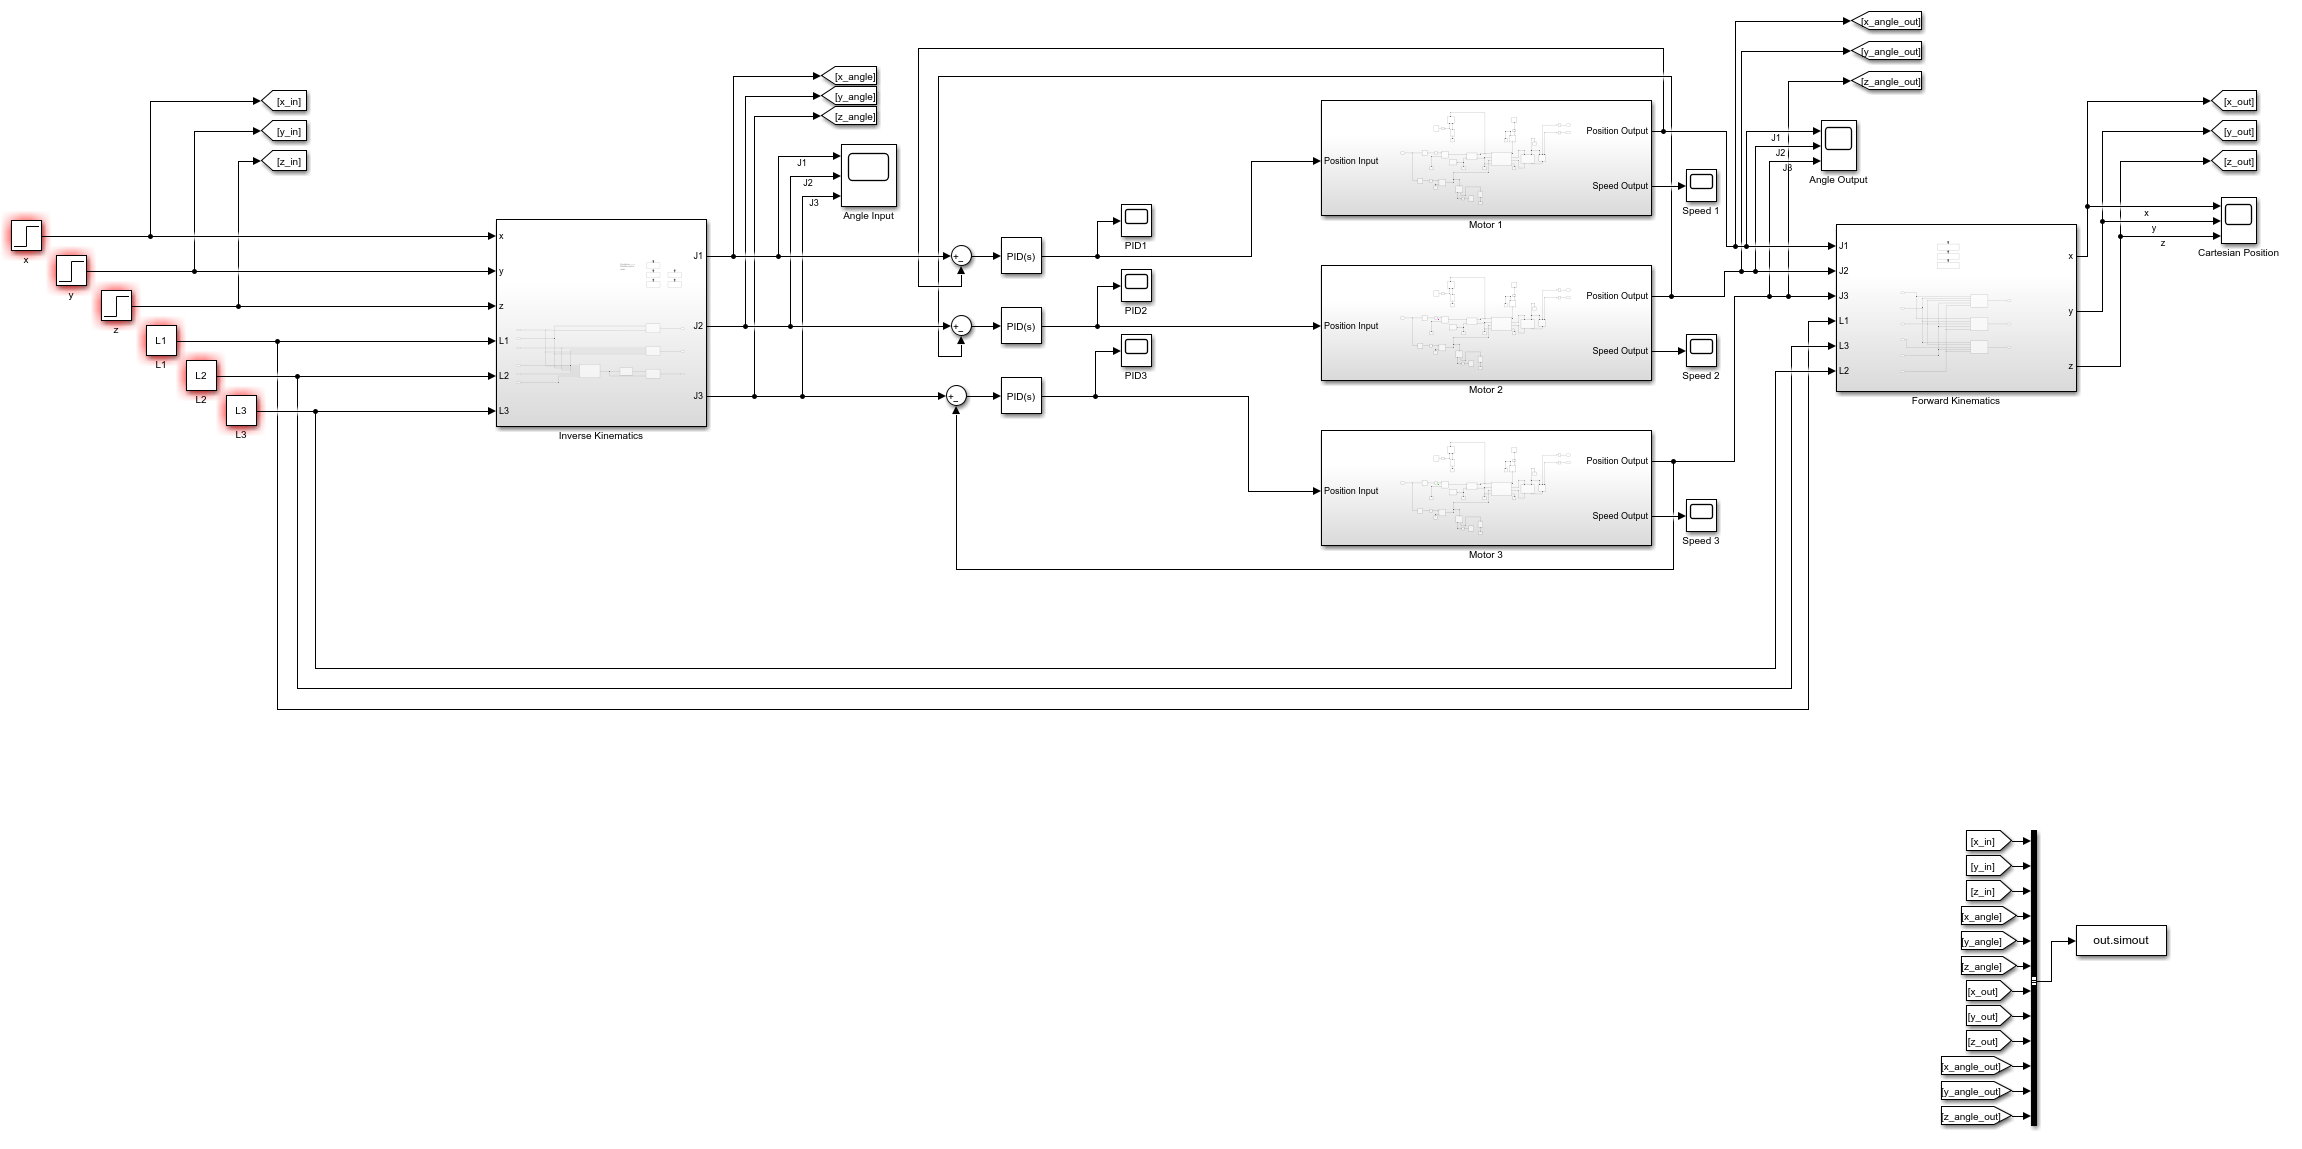 [x_in]
[y_in]
[z_in]
x
y
z
L1
L1
L2
L2
L3
L3
x
y
z
L1
L2
L3
J1
J2
J3
Inverse Kinematics
[x_angle]
[y_angle]
[z_angle]
J1
J2
J3
Angle Input
+
_
+
_
+
_
PID(s)
PID(s)
PID(s)
PID1
PID2
PID3
Position Input
Position Output
Speed Output
Motor 1
Speed 1
Position Input
Position Output
Speed Output
Motor 2
Speed 2
Position Input
Position Output
Speed Output
Motor 3
Speed 3
[x_angle_out]
[y_angle_out]
[z_angle_out]
J1
J2
J3
Angle Output
J1
J2
J3
L1
L3
L2
x
y
z
Forward Kinematics
[x_out]
[y_out]
[z_out]
x
y
z
Cartesian Position
[x_in]
[y_in]
[z_in]
[x_angle]
[y_angle]
[z_angle]
[x_out]
[y_out]
[z_out]
[x_angle_out]
[y_angle_out]
[z_angle_out]
out.simout